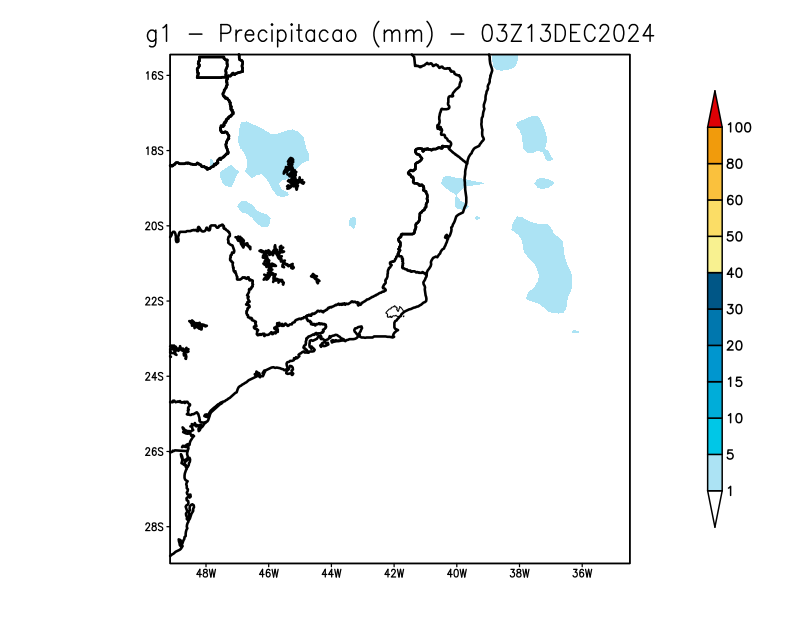 g1 – Precipitacao (mm) – 03Z13DEC2024
16S
18S
20S
22S
24S
26S
28S
48W 46W 44W 42W 40W 38W 36W
100
80
60
50
40
30
20
15
10
5
1